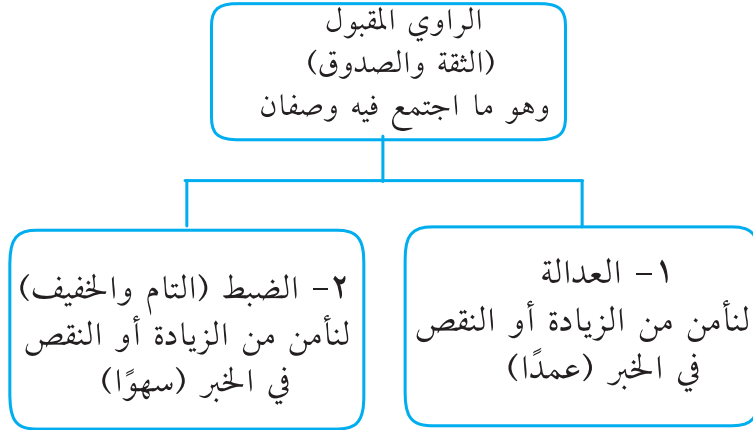 الراوي المقبول
(الثقة والصدوق)
وهو ما اجتمع فيه وصفان
١- العدالة
لنأمن من الزيادة أو النقص
في الخبر (عمدًا)
٢- الضبط (التام والخفيف)
لنأمن من الزيادة أو النقص
في الخبر (سهوًا)